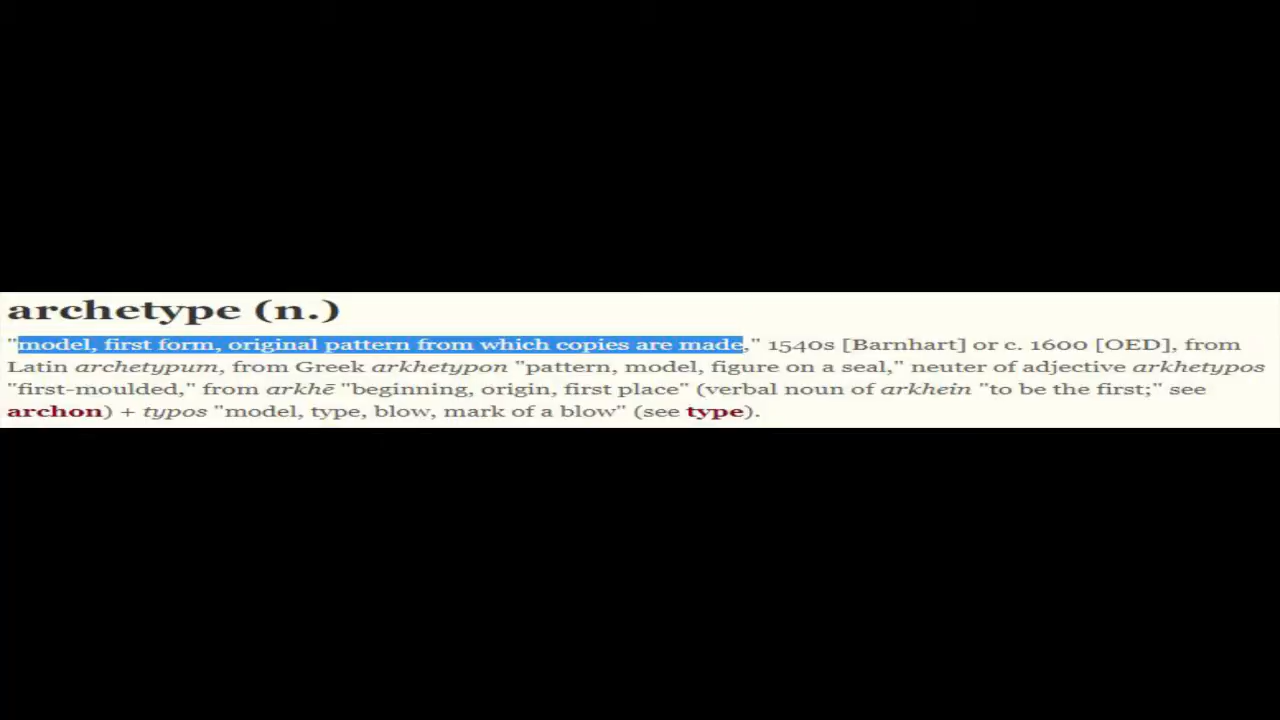 archetype (n.)
"model, first form, original pattern from which copies are made," 1540s [Barnhart] or c. 1600 [OED], from
Latin archetypum, from Greek arkhetypon "pattern, model, figure on a seal," neuter of adjective arkhetypos
"first-moulded," from arkhē "beginning, origin, first place" (verbal noun of arkhein "to be the first;" see
archon) + typos "model, type, blow, mark of a blow" (see type).